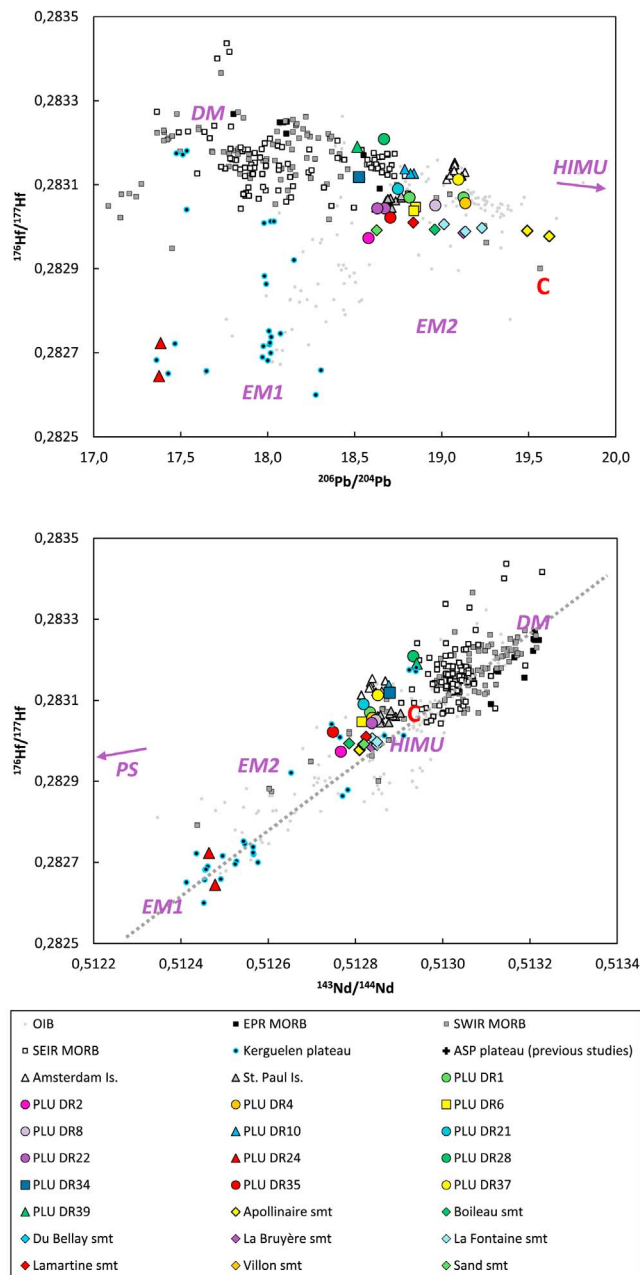 0,2835
0,2833
0,2831
0,2829
0,2827
0,2825
176Hf/177Hf
DM
HIMU
C
EM2
EM1
17,0 17,5 18,0 18,5 19,0 19,5 20,0
206Pb/204Pb
0,2835
0,2833
0,2831
0,2829
0,2827
0,2825
176Hf/177Hf
DM
C
HIMU
PS
EM2
EM1
0,5122 0,5124 0,5126 0,5128 0,5130 0,5132 0,5134
143Nd/144Nd
OIB EPR MORB SWIR MORB
SEIR MORB Kerguelen plateau ASP plateau (previous studies)
Amsterdam Is. St. Paul Is. PLU DR1
PLU DR2 PLU DR4 PLU DR6
PLU DR8 PLU DR10 PLU DR21
PLU DR22 PLU DR24 PLU DR28
PLU DR34 PLU DR35 PLU DR37
PLU DR39 Apollinaire smt Boileau smt
Du Bellay smt La Bruyère smt La Fontaine smt
Lamartine smt Villon smt Sand smt